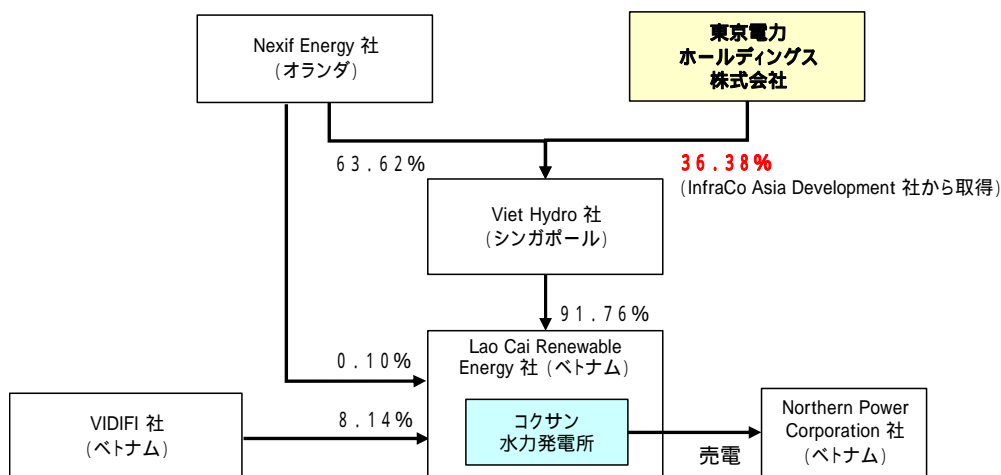 Nexif Energy 社
(オランダ)
東京電力
ホールディングス
株式会社
63.62%
36.38%
(InfraCo Asia Development 社から取得)
Viet Hydro 社
(シンガポール)
91.76%
0.10%
Lao Cai Renewable
Energy 社 (ベトナム)
VIDIFI 社
(ベトナム)
8.14%
コクサン
水力発電所
売電
Northern Power
Corporation 社
(ベトナム)